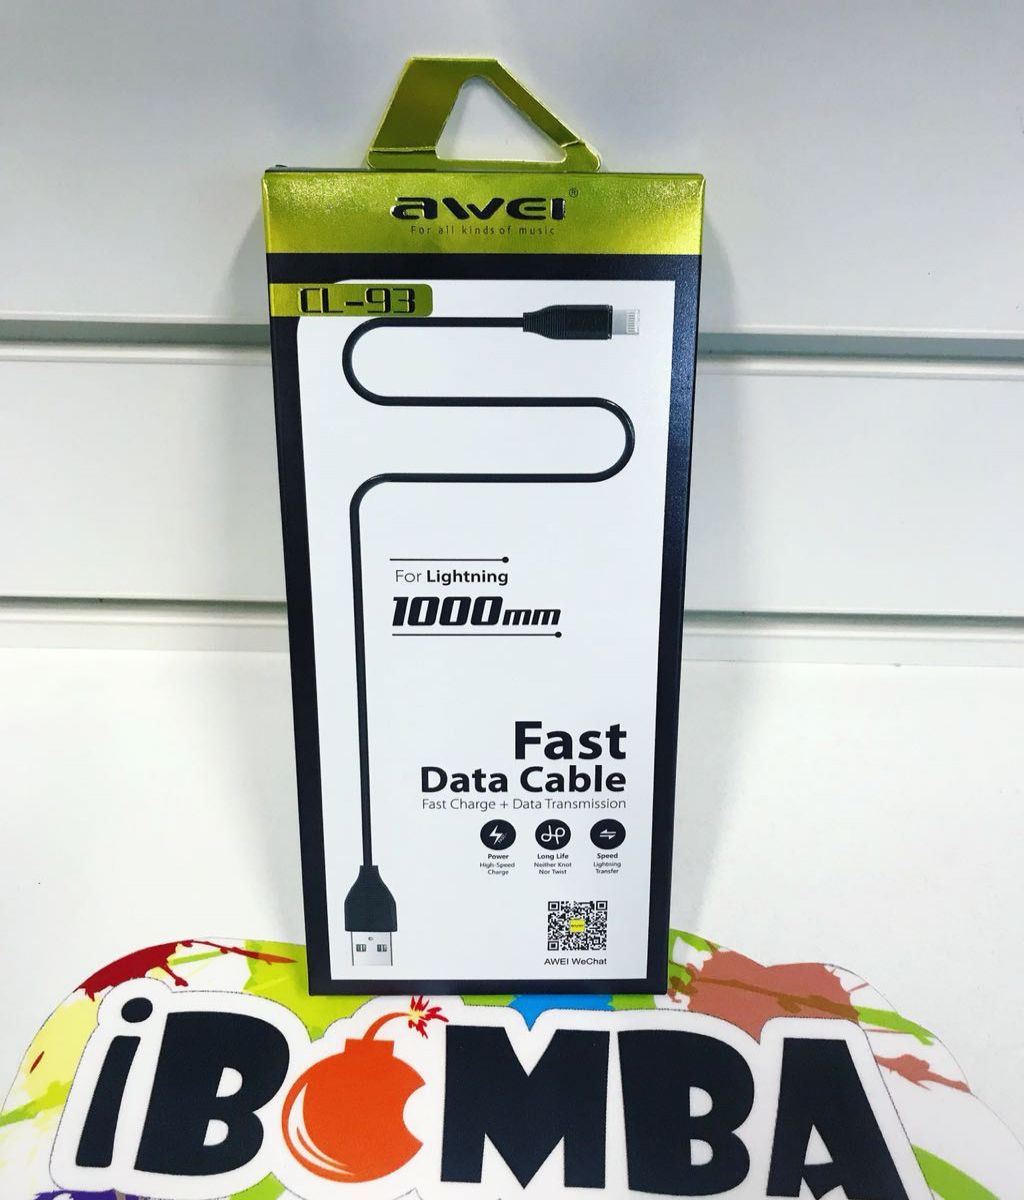 AWEI®
For all kinds of music
CL-93
For Lightning
1000mm
Fast
Data Cable
Fast Charge + Data Transmission
Power
High-Speed
Charge
Long Life
Neither Knot
Nor Twist
Speed
Lightning
Transfer
AWEI WeChat
iBOMBA